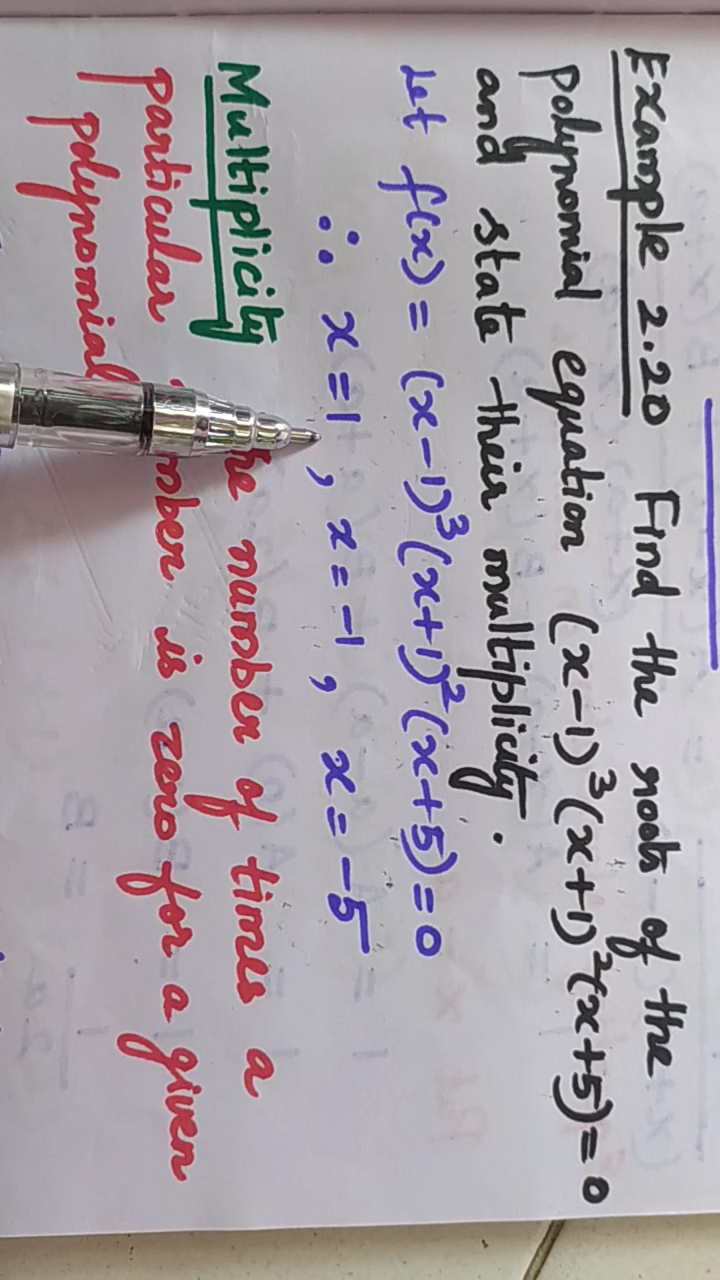 Example 2.20 Find the roots of the
polynomial equation (x-1)³(x+1)²(x+5)=0
and state their multiplicity.
Let f(x) = (x-1)³(x+1)²(x+5)=0
∴ x=1, x=-1, x=-5
Multiplicity number of times a
particular is zero for a given
polynomial